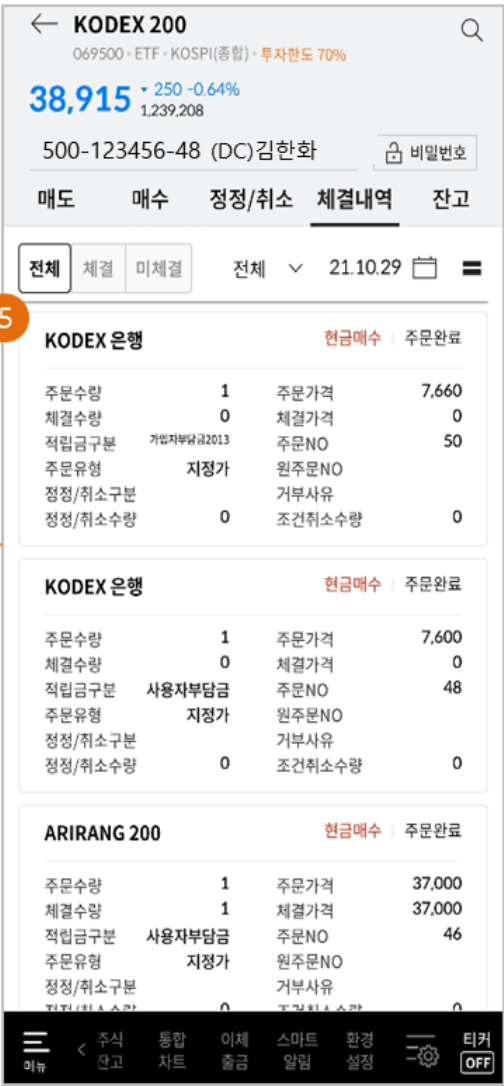 KODEX 200
069500 • ETF • KOSPI(종합) • 투자한도 70%
38,915 ▼ 250 -0.64%
1,239,208
500-123456-48 (DC)김한화 비밀번호
매도 매수 정정/취소 체결내역 잔고
전체 체결 미체결 전체 21.10.29
5
KODEX 은행 현금매수 주문완료
주문수량 1 주문가격 7,660
체결수량 0 체결가격 0
적립금구분 가입자부담금2013 주문NO 50
주문유형 지정가 원주문NO
정정/취소구분 거부사유
정정/취소수량 0 조건취소수량 0
KODEX 은행 현금매수 주문완료
주문수량 1 주문가격 7,600
체결수량 0 체결가격 0
적립금구분 사용자부담금 주문NO 48
주문유형 지정가 원주문NO
정정/취소구분 거부사유
정정/취소수량 0 조건취소수량 0
ARIRANG 200 현금매수 주문완료
주문수량 1 주문가격 37,000
체결수량 1 체결가격 37,000
적립금구분 사용자부담금 주문NO 46
주문유형 지정가 원주문NO
정정/취소구분 거부사유
메뉴 주식 잔고 통합 차트 이체 출금 스마트 알림 환경 설정 티커 OFF